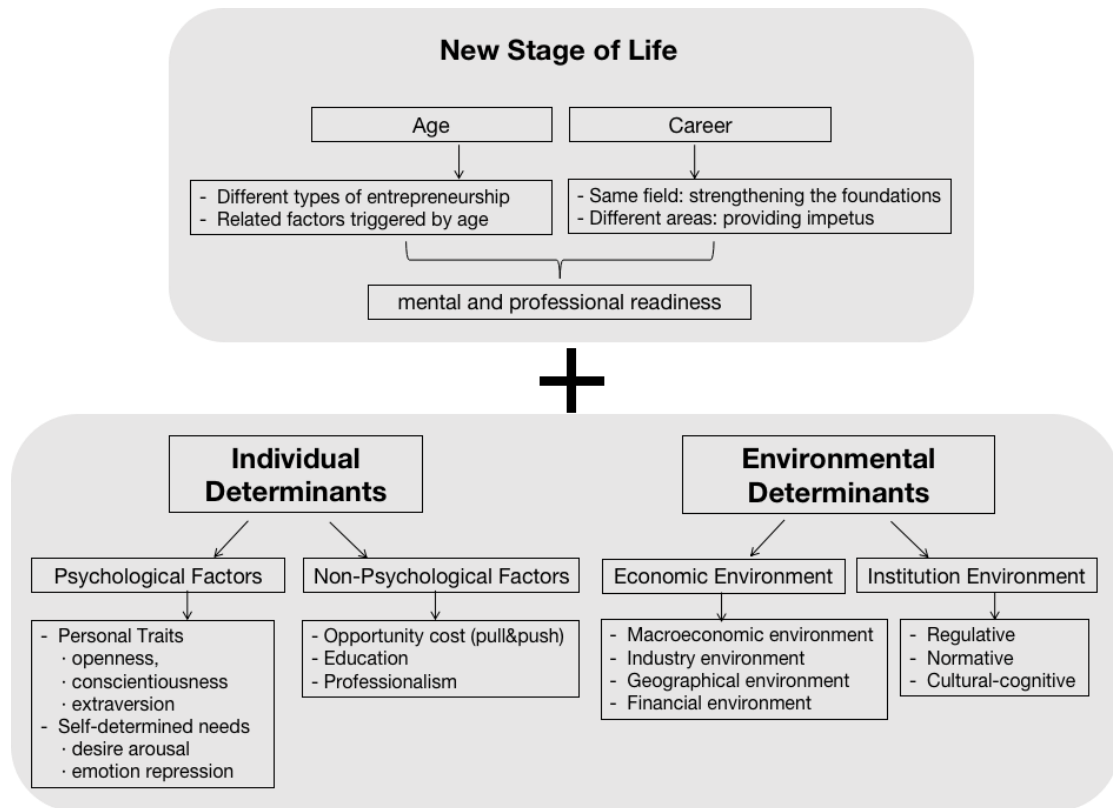 New Stage of Life
Age
Career
- Different types of entrepreneurship
- Related factors triggered by age
- Same field: strengthening the foundations
- Different areas: providing impetus
mental and professional readiness
+
Individual
Determinants
Environmental
Determinants
Psychological Factors
Non-Psychological Factors
Economic Environment
Institution Environment
- Personal Traits
· openness,
· conscientiousness
· extraversion
- Self-determined needs
· desire arousal
· emotion repression
- Opportunity cost (pull&push)
- Education
- Professionalism
- Macroeconomic environment
- Industry environment
- Geographical environment
- Financial environment
- Regulative
- Normative
- Cultural-cognitive